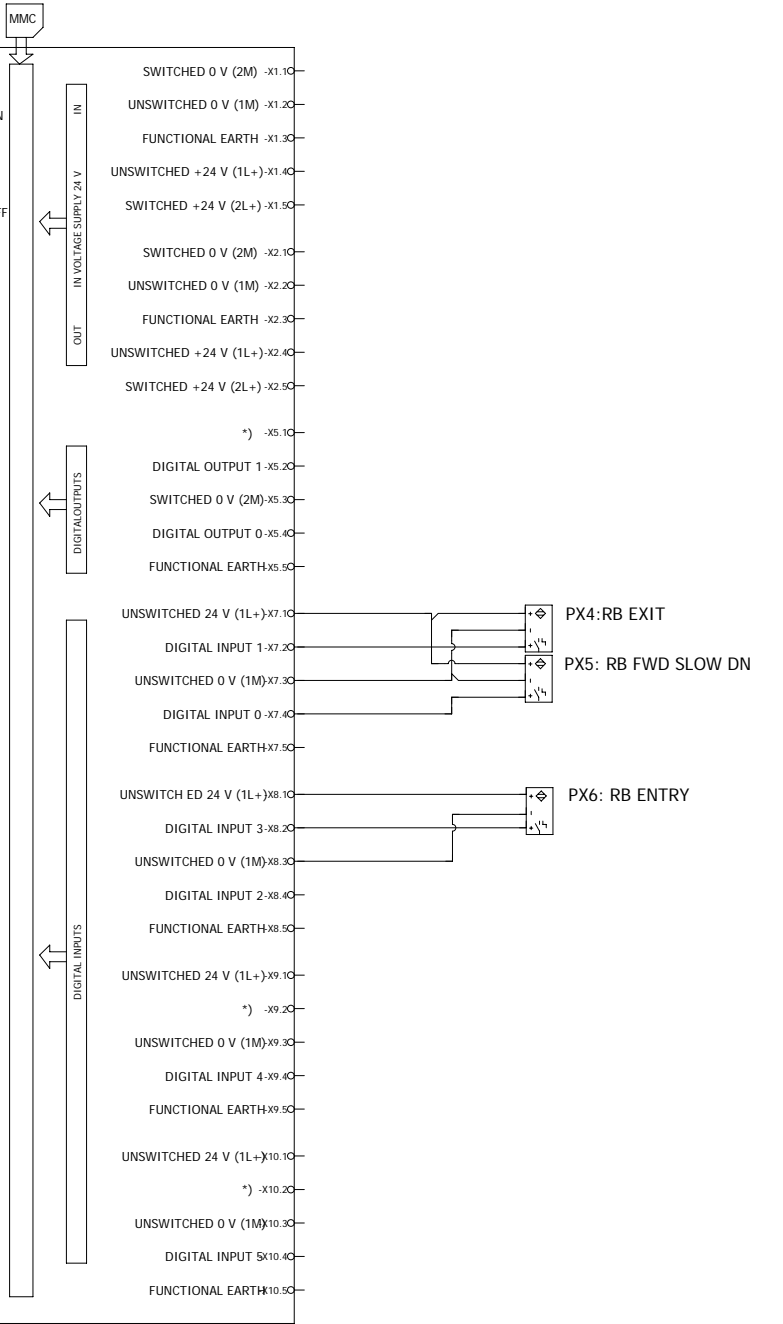 MMC
SWITCHED 0 V (2M) -X1.1
UNSWITCHED 0 V (1M) -X1.2
FUNCTIONAL EARTH -X1.3
UNSWITCHED +24 V (1L+)-X1.4
SWITCHED +24 V (2L+) -X1.5
SWITCHED 0 V (2M) -X2.1
UNSWITCHED 0 V (1M) -X2.2
FUNCTIONAL EARTH -X2.3
UNSWITCHED +24 V (1L+)-X2.4
SWITCHED +24 V (2L+) -X2.5
IN
IN VOLTAGE SUPPLY 24 V
OUT
N
FF
*) -X5.1
DIGITAL OUTPUT 1-X5.2
SWITCHED 0 V (2M)-X5.3
DIGITAL OUTPUT 0-X5.4
FUNCTIONAL EARTH-X5.5
DIGITALOUTPUTS
UNSWITCHED 24 V (1L+)-X7.1
DIGITAL INPUT 1-X7.2
UNSWITCHED 0 V (1M)-X7.3
DIGITAL INPUT 0 -X7.4
FUNCTIONAL EARTH-X7.5
PX4:RB EXIT
PX5: RB FWD SLOW DN
UNSWITCH ED 24 V (1L+)-X8.1
DIGITAL INPUT 3-X8.2
UNSWITCHED 0 V (1M)-X8.3
DIGITAL INPUT 2-X8.4
FUNCTIONAL EARTH-X8.5
PX6: RB ENTRY
DIGITAL INPUTS
UNSWITCHED 24 V (1L+)-X9.1
*) -X9.2
UNSWITCHED 0 V (1M)-X9.3
DIGITAL INPUT 4-X9.4
FUNCTIONAL EARTH-X9.5
UNSWITCHED 24 V (1L+)-X10.1
*) -X10.2
UNSWITCHED 0 V (1M)-X10.3
DIGITAL INPUT 5-X10.4
FUNCTIONAL EARTH-X10.5